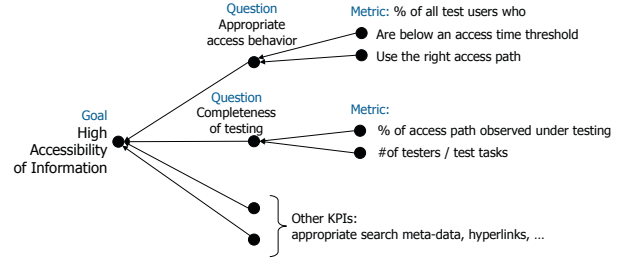 Question
Appropriate
access behavior
Metric: % of all test users who
Are below an access time threshold
Use the right access path
Goal
High
Accessibility
of Information
Question
Completeness
of testing
Metric:
% of access path observed under testing
#of testers / test tasks
Other KPIs:
appropriate search meta-data, hyperlinks, …